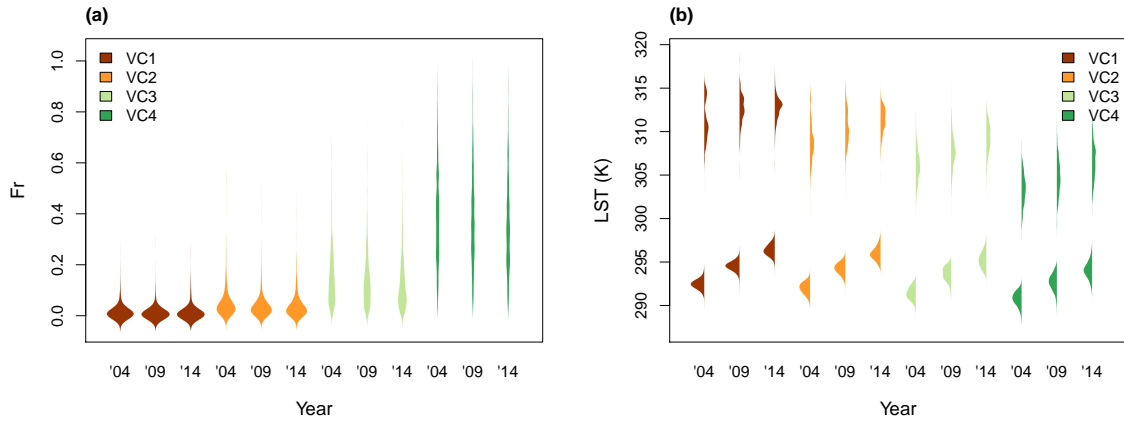 (a)
VC1
VC2
VC3
VC4
Fr
1.0
0.8
0.6
0.4
0.2
0.0
'04 '09 '14 '04 '09 '14 '04 '09 '14 '04 '09 '14
Year
(b)
VC1
VC2
VC3
VC4
LST (K)
320
315
310
305
300
295
290
'04 '09 '14 '04 '09 '14 '04 '09 '14 '04 '09 '14
Year